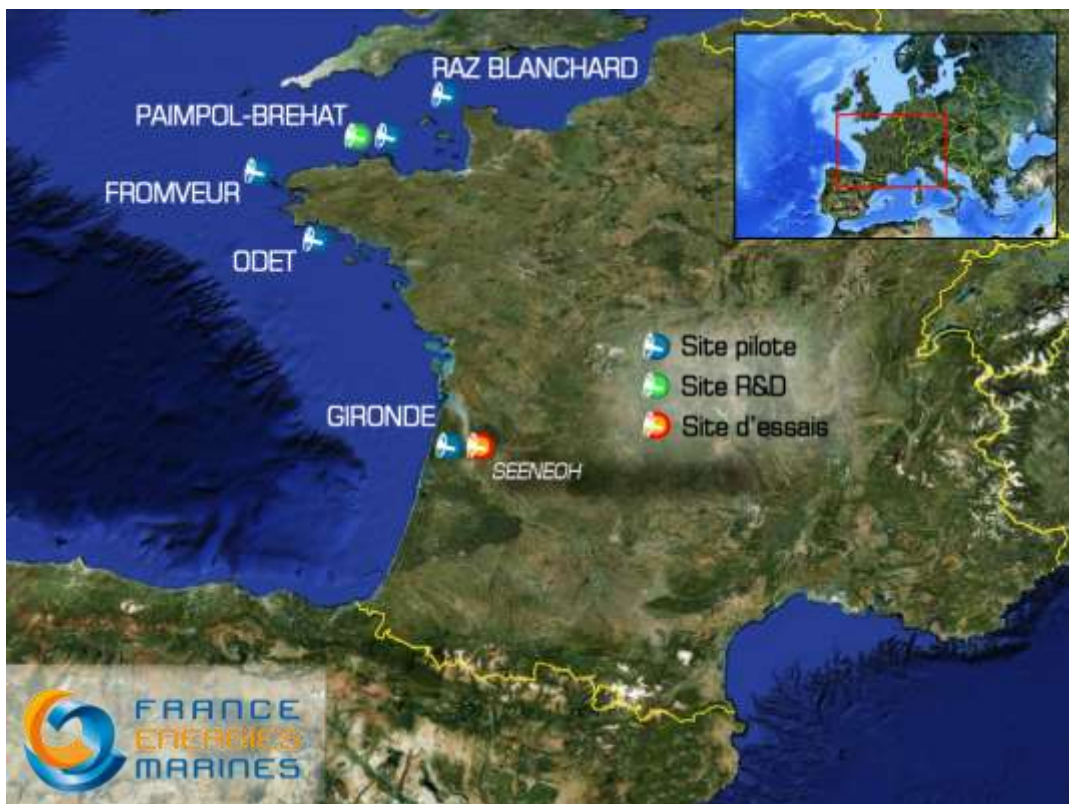 RAZ BLANCHARD
PAIMPOL-BREHAT
FROMVEUR
ODET
Site pilote
Site R&D
Site d'essais
GIRONDE
SEENEOH
FRANCE
ENERGIES
MARINES